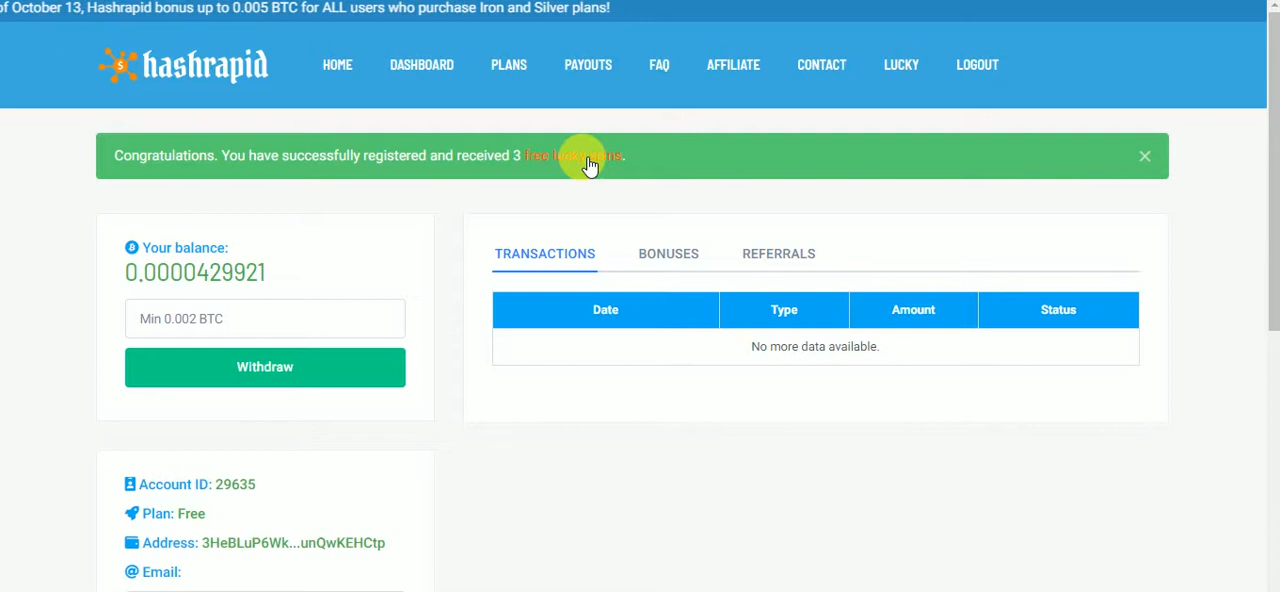 of October 13, Hashrapid bonus up to 0.005 BTC for ALL users who purchase Iron and Silver plans!
hashrapid HOME DASHBOARD PLANS PAYOUTS FAQ AFFILIATE CONTACT LUCKY LOGOUT
Congratulations. You have successfully registered and received 3 free
Your balance:
0.0000429921
Min 0.002 BTC
Withdraw
TRANSACTIONS BONUSES REFERRALS
Date Type Amount Status
No more data available.
Account ID: 29635
Plan: Free
Address: 3HeBLuP6Wk...unQwKEHCtp
Email: